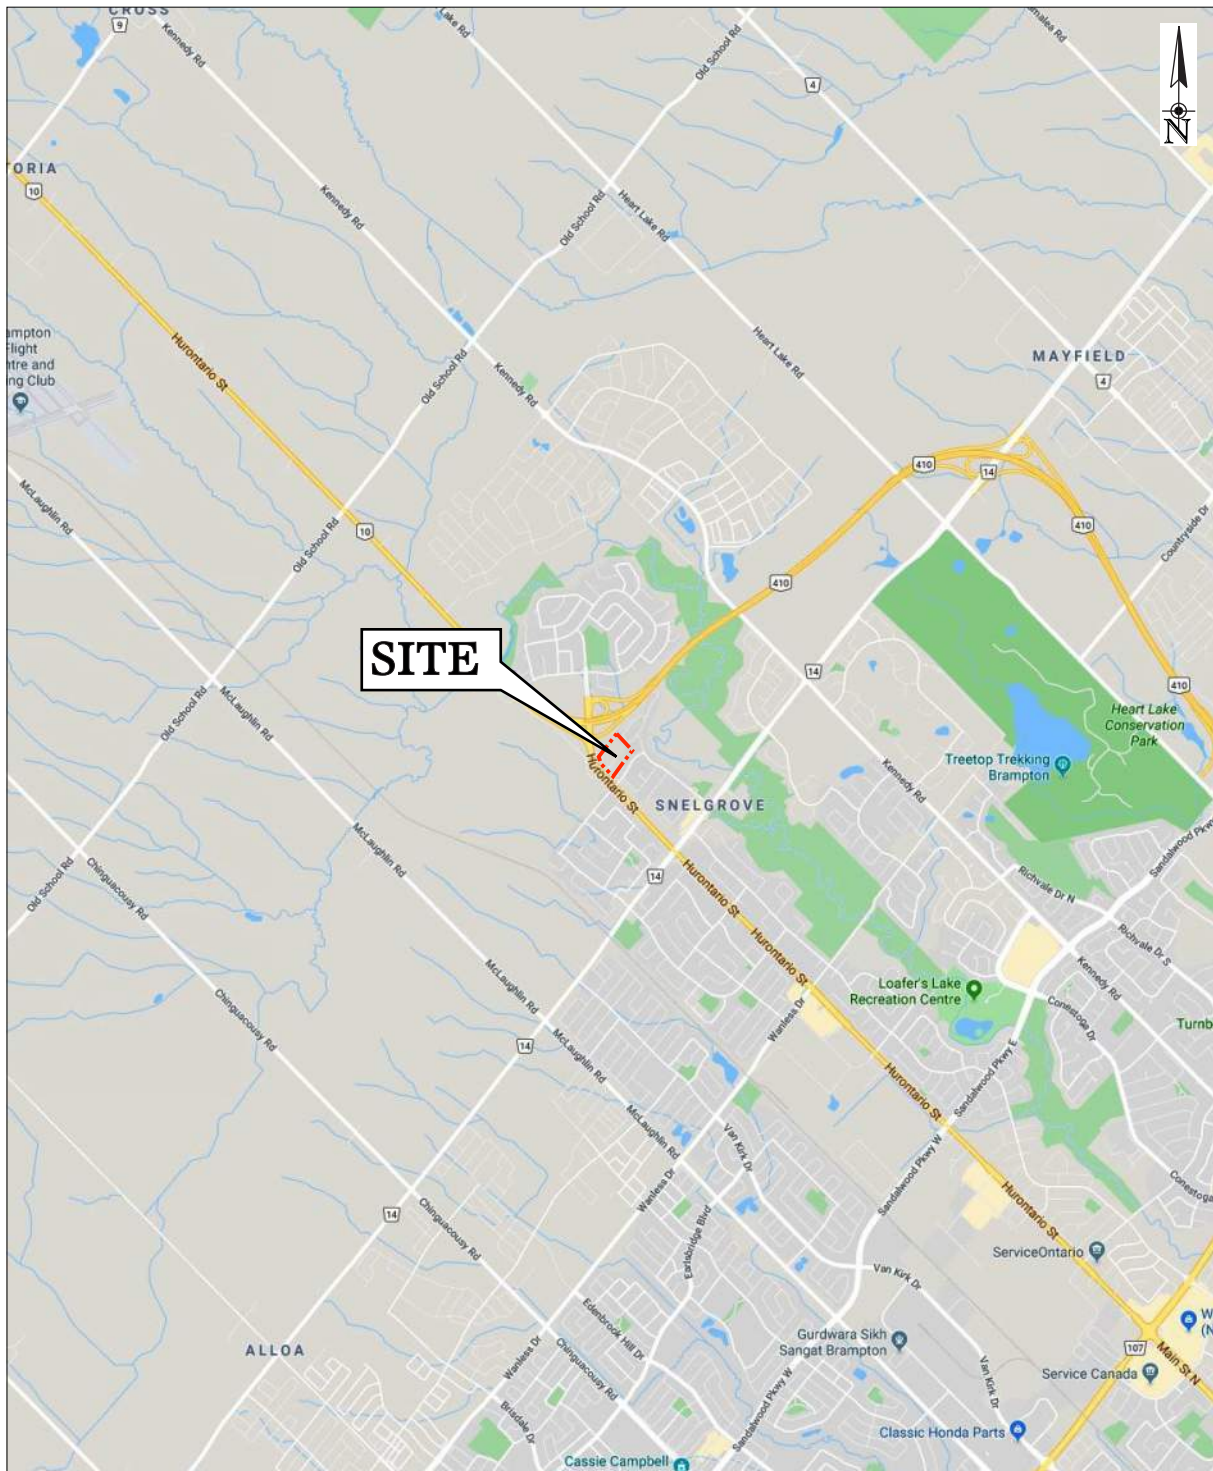 CROSS
9
Kennedy Rd
Lake Rd
Old School Rd
4
malea Rd
N
TORIA
10
Kennedy Rd
Old School Rd
Heart Lake Rd
ampton
Flight
ntre and
ing Club
Hurontario St
Old School Rd
Kennedy Rd
Heart Lake Rd
MAYFIELD
4
McLaughlin Rd
Old School Rd
10
410
14
410
Countryside Dr
410
SITE
Old School Rd
McLaughlin Rd
14
410
Heart Lake
Conservation
Park
Treetop Trekking
Brampton
Hurontario St
SNELGROVE
Kennedy Rd
Sandalwood Pkwy
Old School Rd
Chinguacousy Rd
McLaughlin Rd
14
Hurontario St
Richvale Dr N
Richvale Dr S
Hurontario St
Kennedy Rd
Loafer's Lake
Recreation Centre
Wanless Dr
McLaughlin Rd
Chinguacousy Rd
14
McLaughlin Rd
Conestoga Dr
Turnb
Hurontario St
Sandalwood Pkwy E
McLaughlin Rd
Van Kirk Dr
Wanless Dr
Sandalwood Pkwy W
Conestoga
14
Chinguacousy Rd
Earlsbridge Blvd
Hurontario St
ServiceOntario
Van Kirk Dr
ALLOA
Edenbrook Hill Dr
Wanless Dr
Chinguacousy Rd
Gurdwara Sikh
Sangat Brampton
W
(N
107
Main St N
Service Canada
Van Kirk Dr
Sandalwood Pkwy W
Brisdale Dr
Classic Honda Parts
Cassie Campbell